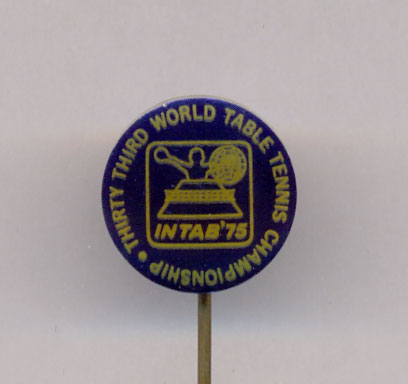 • THIRTY THIRD WORLD TABLE TENNIS CHAMPIONSHIP
INTAB'75